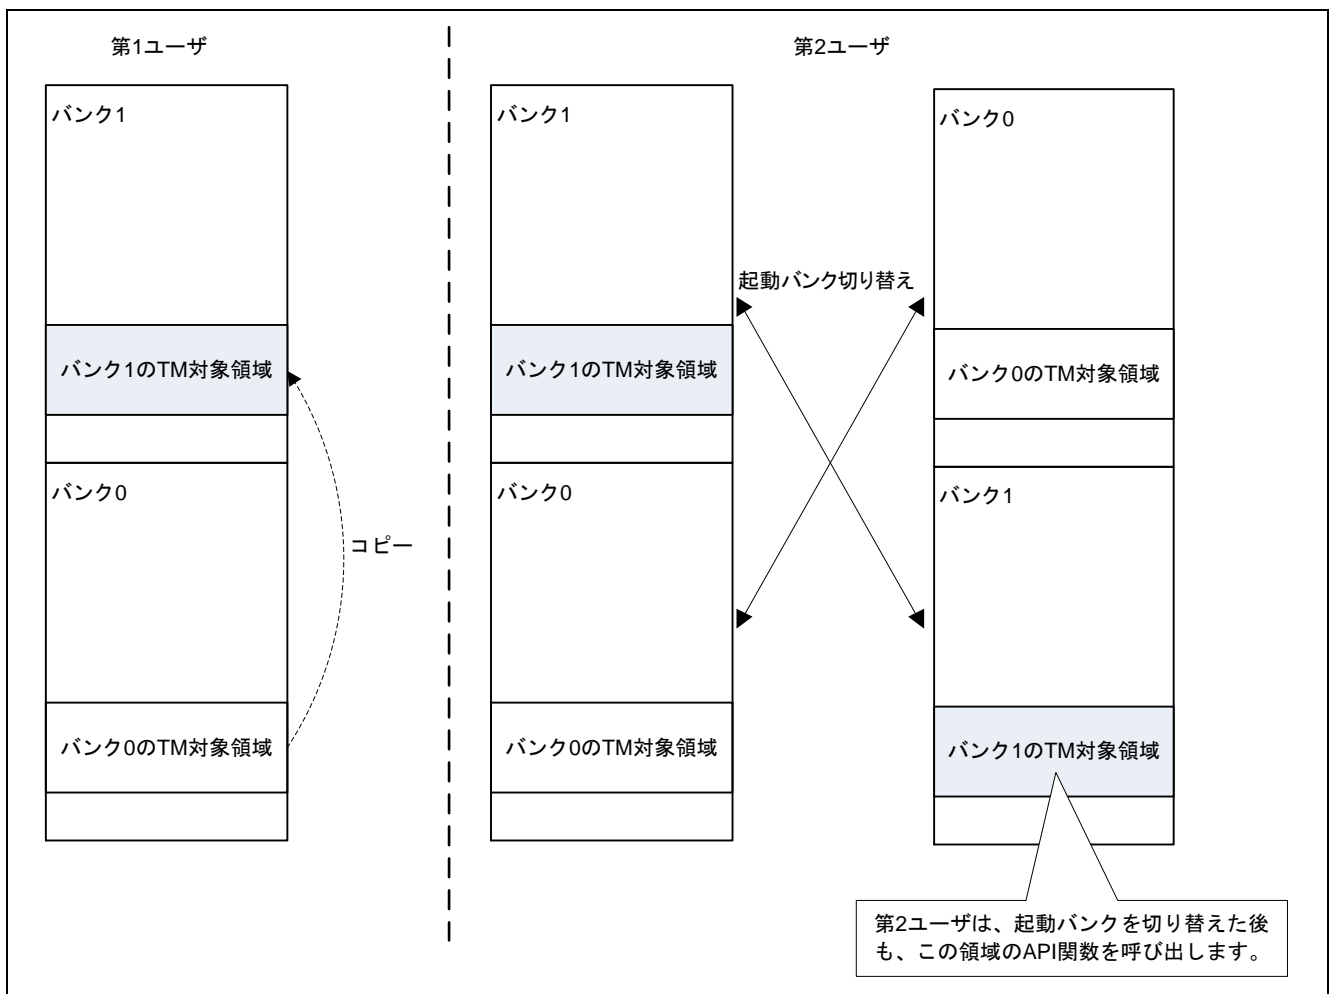 第1ユーザ
バンク1
バンク1のTM対象領域
バンク0
コピー
バンク0のTM対象領域
第2ユーザ
バンク1
バンク1のTM対象領域
バンク0
バンク0のTM対象領域
起動バンク切り替え
バンク0
バンク0のTM対象領域
バンク1
バンク1のTM対象領域
第2ユーザは、起動バンクを切り替えた後
も、この領域のAPI関数を呼び出します。